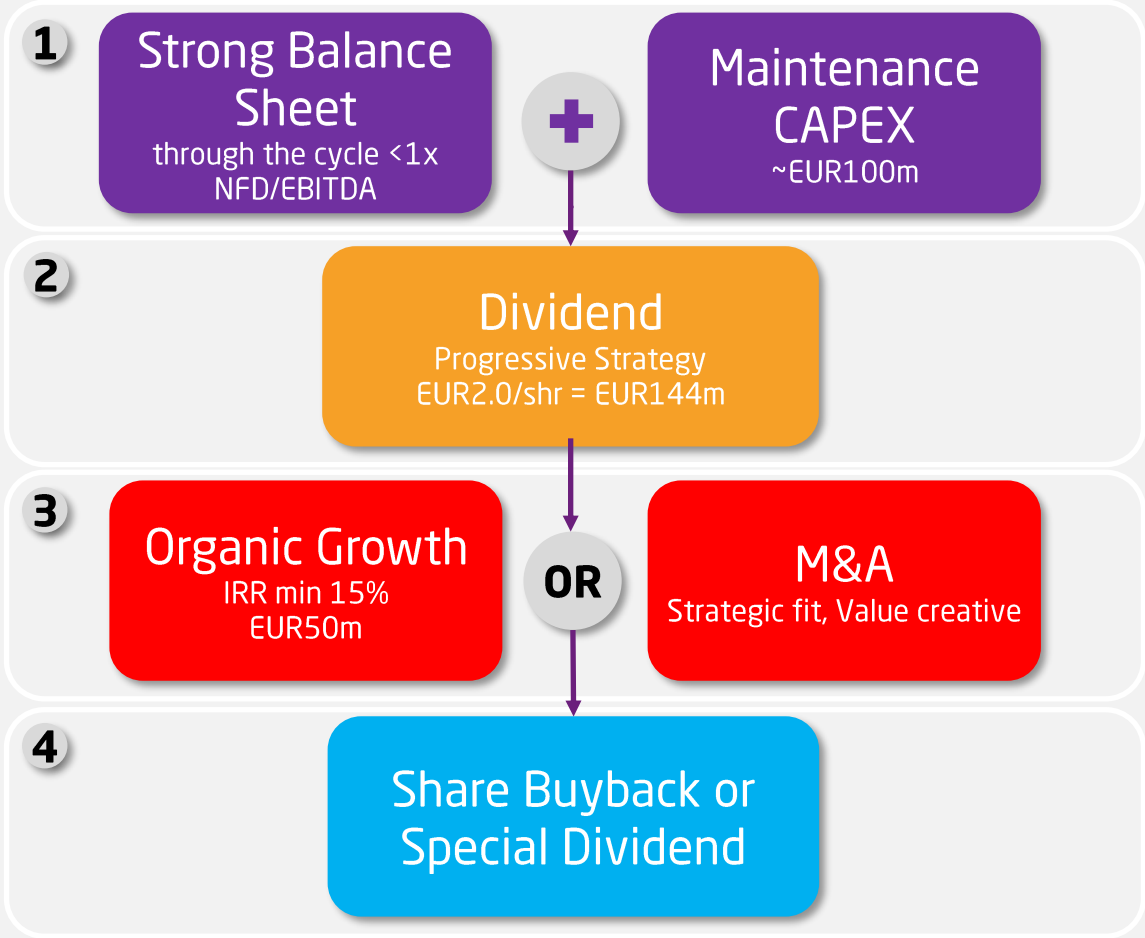 1
Strong Balance
Sheet
through the cycle <1x
NFD/EBITDA
+
Maintenance
CAPEX
~EUR100m
2
Dividend
Progressive Strategy
EUR2.0/shr = EUR144m
3
Organic Growth
IRR min 15%
EUR50m
OR
M&A
Strategic fit, Value creative
4
Share Buyback or
Special Dividend